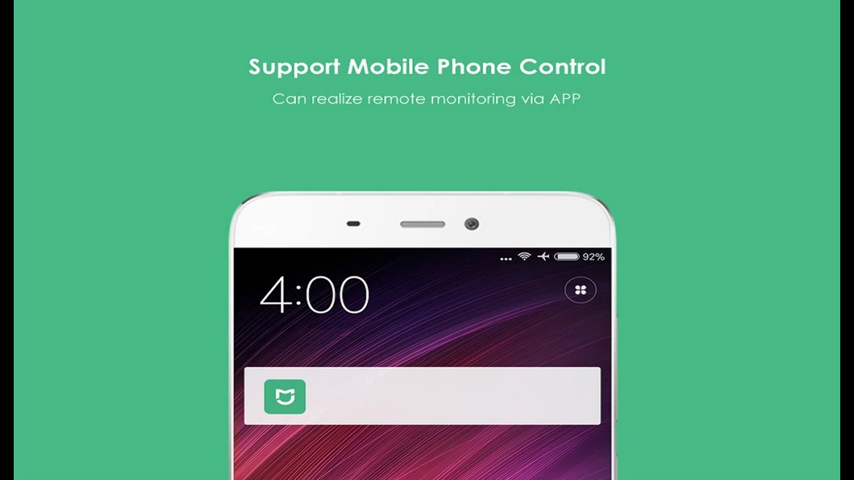 Support Mobile Phone Control
Can realize remote monitoring via APP
92%
4:00